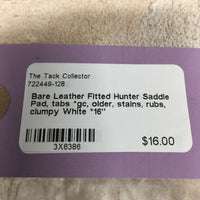 The Tack Collector
722449-128
Bare Leather Fitted Hunter Saddle
Pad, tabs *gc, older, stains, rubs,
clumpy White *16"
3X8386
$16.00